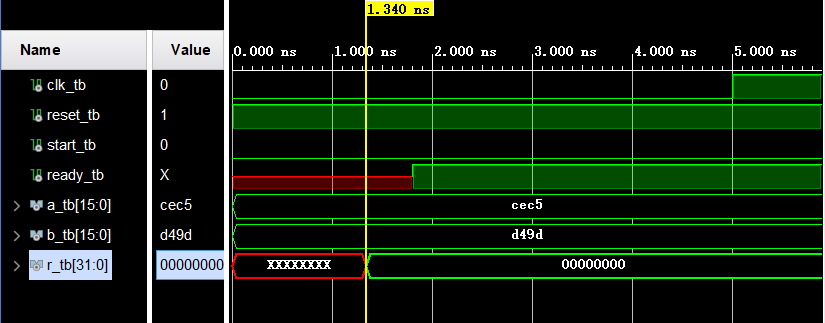 1.340 ns
Name Value 0.000 ns 1.000 ns 2.000 ns 3.000 ns 4.000 ns 5.000 ns
clk_tb 0
reset_tb 1
start_tb 0
ready_tb X
a_tb[15:0] cec5 cec5
b_tb[15:0] d49d d49d
r_tb[31:0] 00000000 XXXXXXXX 00000000